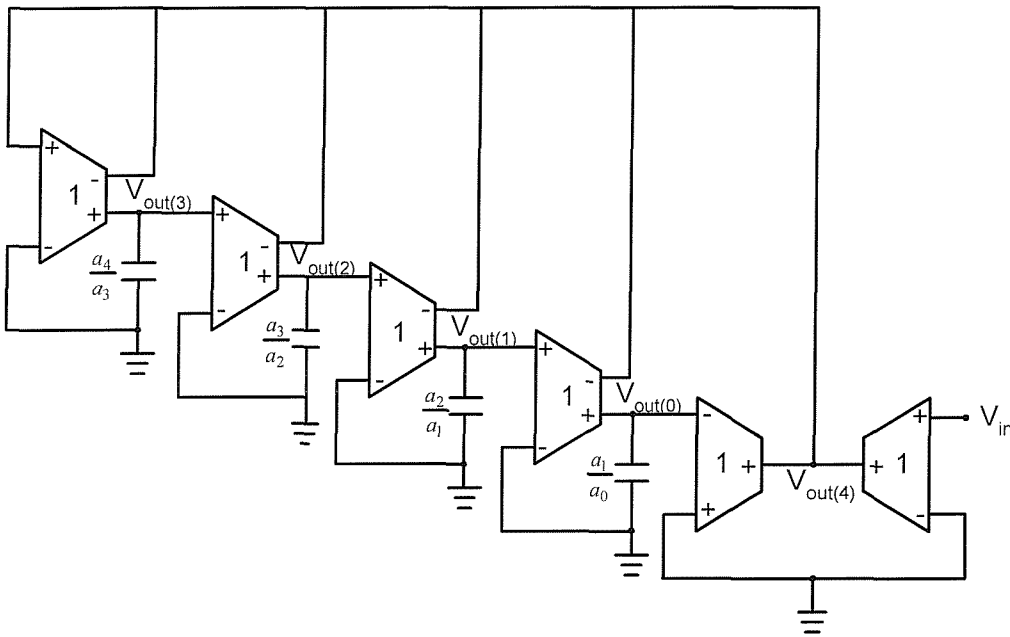 +
1
-
+
-
V out(3)
a4
a3
+
1
-
+
-
V out(2)
a3
a2
+
1
-
+
-
V out(1)
a2
a1
+
1
-
+
-
V out(0)
a1
a0
-
1
+
+
V out(4)
+
1
+
-
Vin